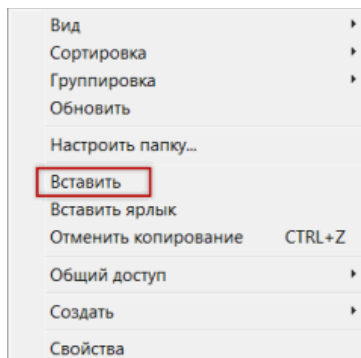 Вид
Сортировка
Группировка
Обновить
Настроить папку...
Вставить
Вставить ярлык
Отменить копирование CTRL+Z
Общий доступ
Создать
Свойства